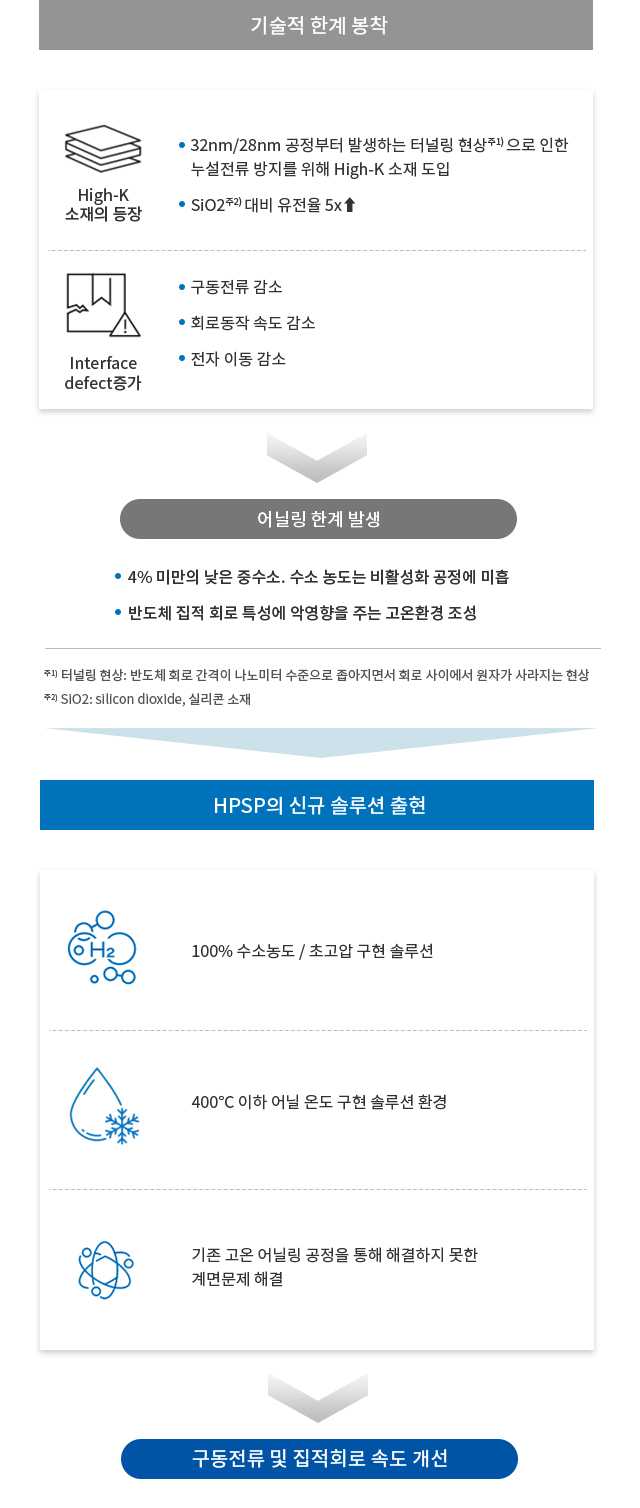 기술적 한계 봉착
High-K
소재의 등장
32nm/28nm 공정부터 발생하는 터널링 현상주1) 으로 인한
누설전류 방지를 위해 High-K 소재 도입
SiO2주2) 대비 유전율 5x⬆
Interface
defect증가
구동전류 감소
회로동작 속도 감소
전자 이동 감소
어닐링 한계 발생
4% 미만의 낮은 중수소. 수소 농도는 비활성화 공정에 미흡
반도체 집적 회로 특성에 악영향을 주는 고온환경 조성
주1) 터널링 현상: 반도체 회로 간격이 나노미터 수준으로 좁아지면서 회로 사이에서 원자가 사라지는 현상
주2) SiO2: silicon dioxide, 실리콘 소재
HPSP의 신규 솔루션 출현
H2
100% 수소농도 / 초고압 구현 솔루션
400℃ 이하 어닐 온도 구현 솔루션 환경
기존 고온 어닐링 공정을 통해 해결하지 못한
계면문제 해결
구동전류 및 집적회로 속도 개선